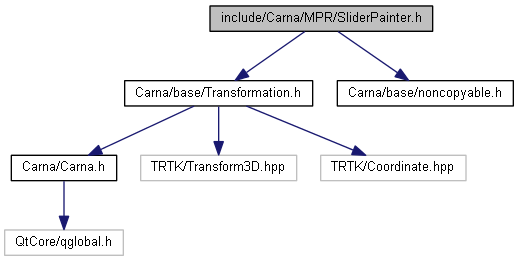 include/Carna/MPR/SliderPainter.h
Carna/base/Transformation.h
Carna/base/noncopyable.h
Carna/Carna.h
TRTK/Transform3D.hpp
TRTK/Coordinate.hpp
QtCore/qglobal.h